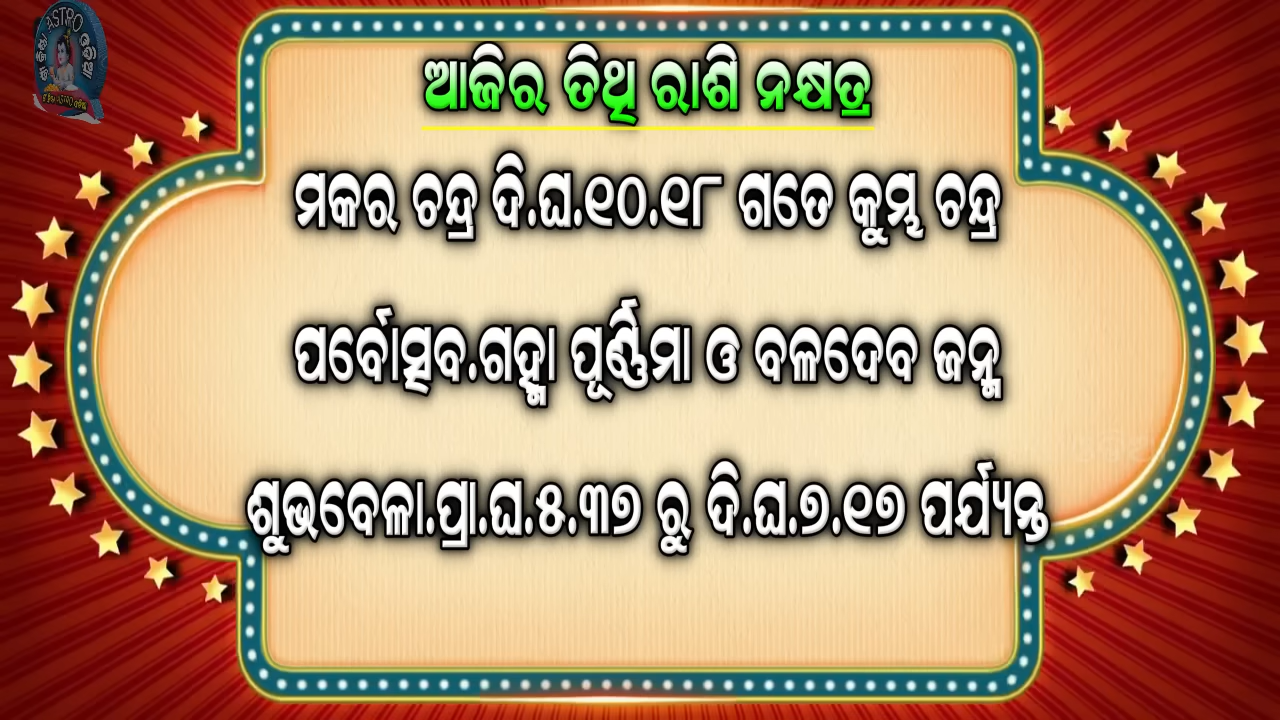 ASTRO
ଆଜିର ତିଥି ରାଶି ନକ୍ଷତ୍ର
ମକର ଚନ୍ଦ୍ର ଦି.ଘ.୧୦.୧୮ ଗତେ କୁମ୍ଭ ଚନ୍ଦ୍ର
ପର୍ବୋତ୍ସବ.ଗହ୍ମା ପୂର୍ଣ୍ଣିମା ଓ ବଳଦେବ ଜନ୍ମ
ଶୁଭବେଳା.ପ୍ରା.ଘ.୫.୩୭ ରୁ ଦି.ଘ.୭.୧୭ ପର୍ଯ୍ୟନ୍ତ